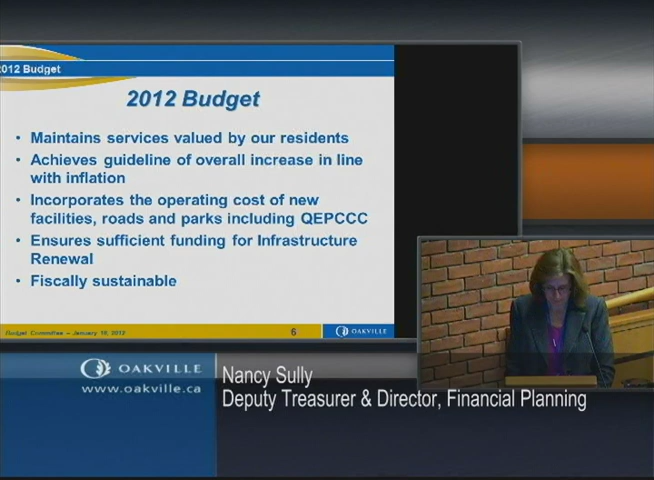 2012 Budget
2012 Budget
• Maintains services valued by our residents
• Achieves guideline of overall increase in line
with inflation
• Incorporates the operating cost of new
facilities, roads and parks including QEPCCC
• Ensures sufficient funding for Infrastructure
Renewal
• Fiscally sustainable
Budget Committee – January 16, 2012
6
OAKVILLE
OAKVILLE
www.oakville.ca
Nancy Sully
Deputy Treasurer & Director, Financial Planning